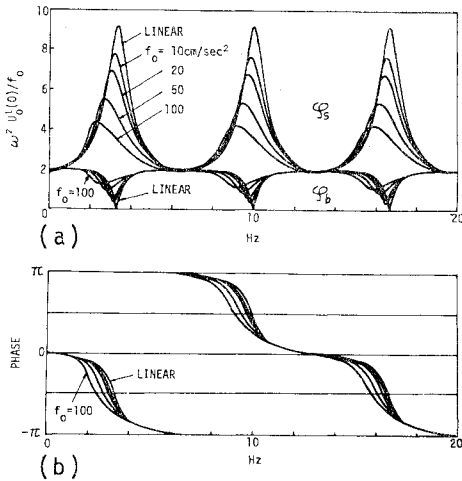 10
8
6
4
2
0
ω² U₀¹(0)/f₀
LINEAR
f₀ = 10cm/sec²
20
50
100
φs
φb
f₀=100
LINEAR
0
10
20
Hz
(a)
π
0
-π
PHASE
LINEAR
f₀=100
0
10
20
Hz
(b)